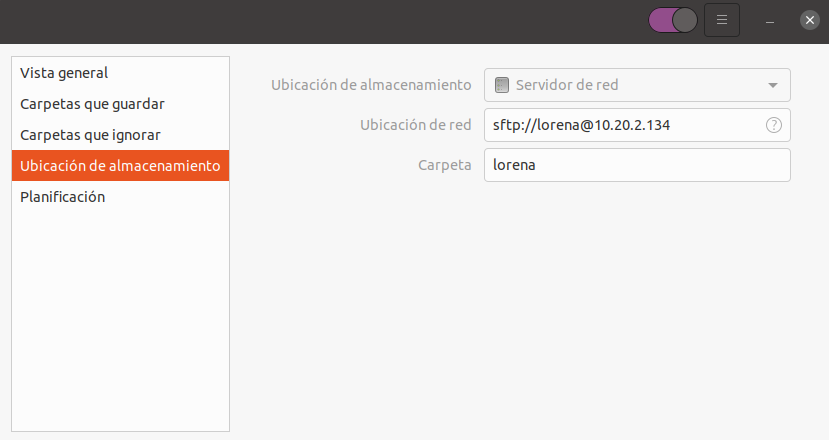 Vista general
Carpetas que guardar
Carpetas que ignorar
Ubicación de almacenamiento
Planificación
Ubicación de almacenamiento Servidor de red
Ubicación de red sftp://lorena@10.20.2.134
Carpeta lorena